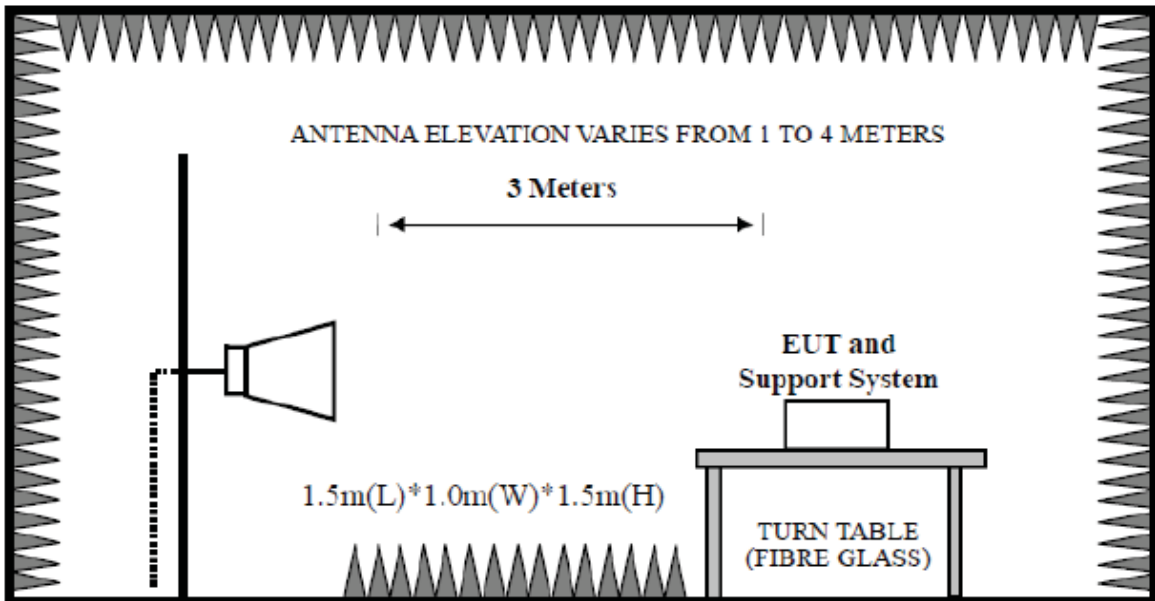 ANTENNA ELEVATION VARIES FROM 1 TO 4 METERS
3 Meters
EUT and
Support System
1.5m(L)*1.0m(W)*1.5m(H)
TURN TABLE
(FIBRE GLASS)